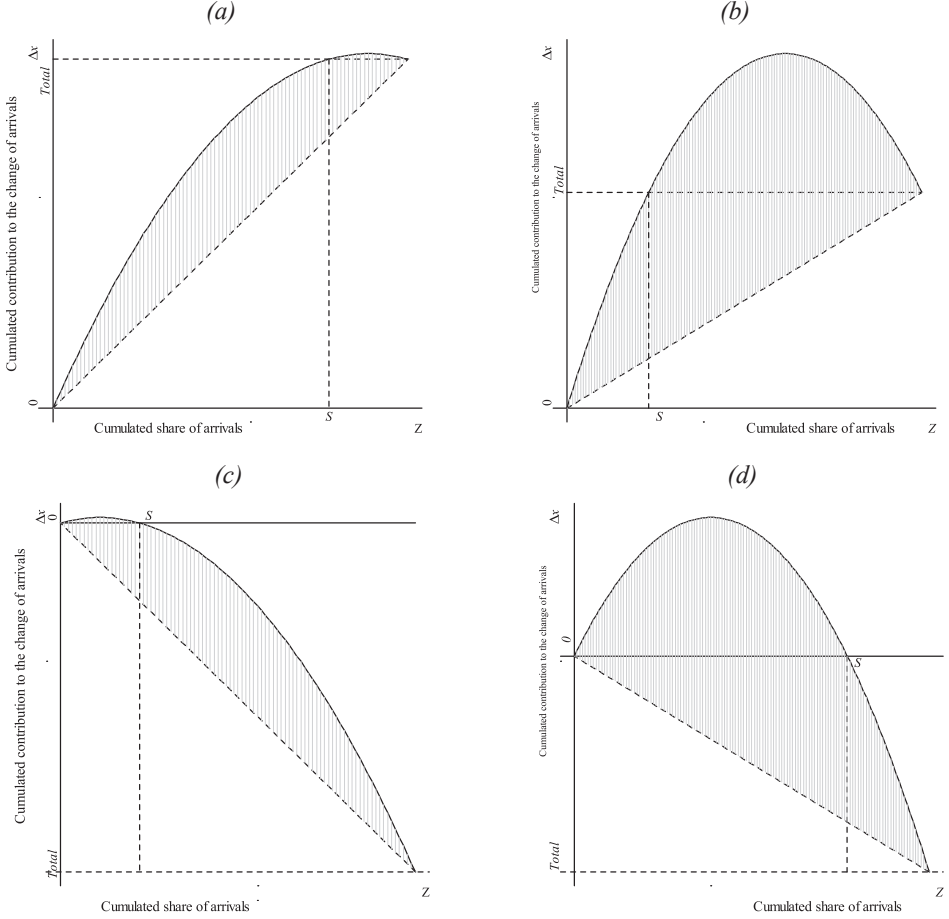 (a)
Δx
Total
Cumulated contribution to the change of arrivals
0
S
Cumulated share of arrivals
Z
(b)
Δx
Total
Cumulated contribution to the change of arrivals
0
S
Cumulated share of arrivals
Z
(c)
Δx
0
S
Cumulated contribution to the change of arrivals
Total
Z
Cumulated share of arrivals
(d)
Δx
0
S
Cumulated contribution to the change of arrivals
Total
Z
Cumulated share of arrivals